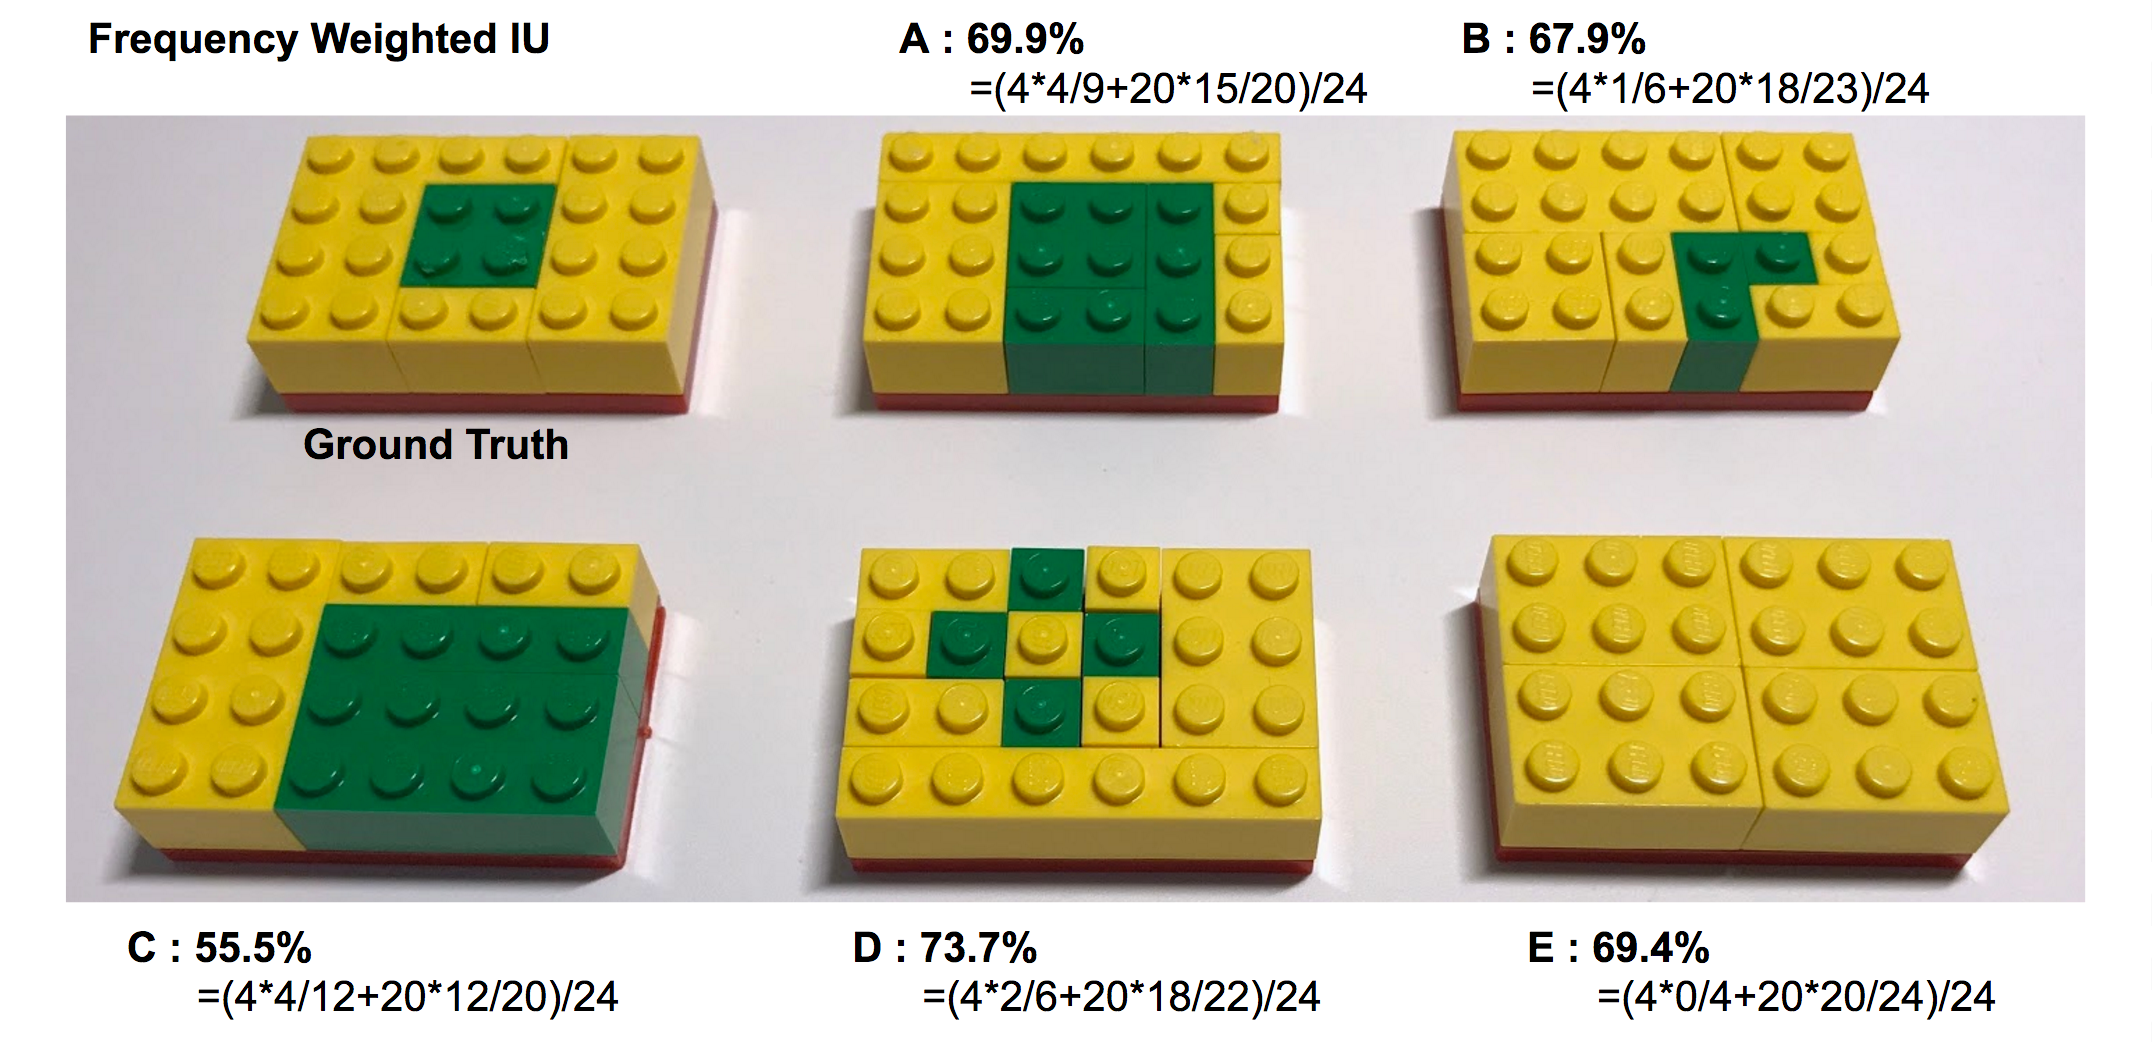 Frequency Weighted IU
A : 69.9%
=(4*4/9+20*15/20)/24
B : 67.9%
=(4*1/6+20*18/23)/24
Ground Truth
C : 55.5%
=(4*4/12+20*12/20)/24
D : 73.7%
=(4*2/6+20*18/22)/24
E : 69.4%
=(4*0/4+20*20/24)/24